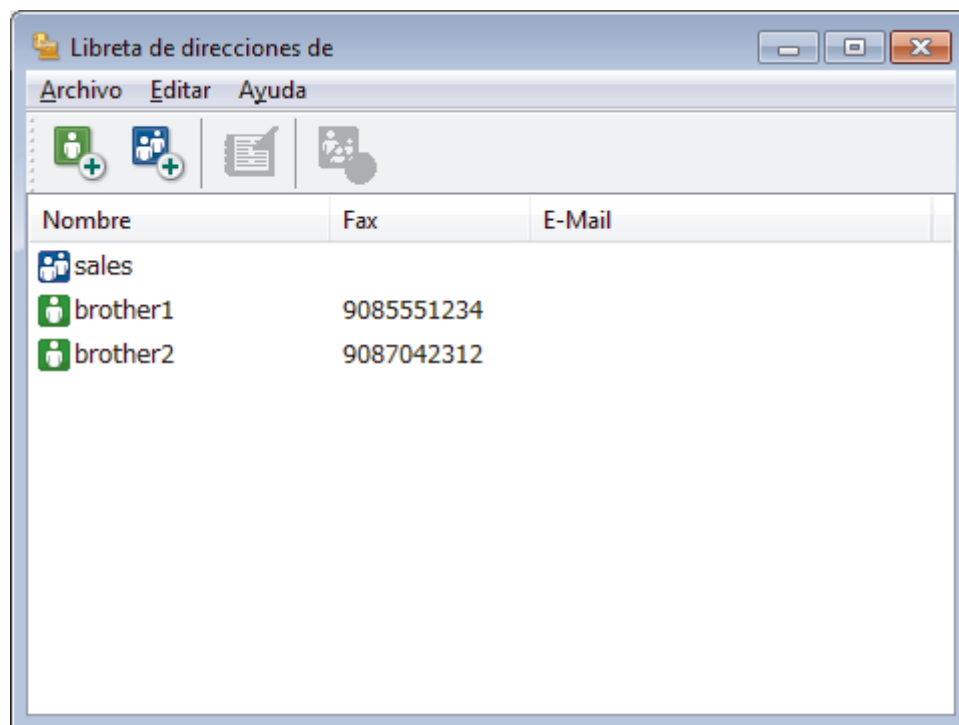 Libreta de direcciones de
Archivo Editar Ayuda
Nombre Fax E-Mail
sales
brother1 9085551234
brother2 9087042312